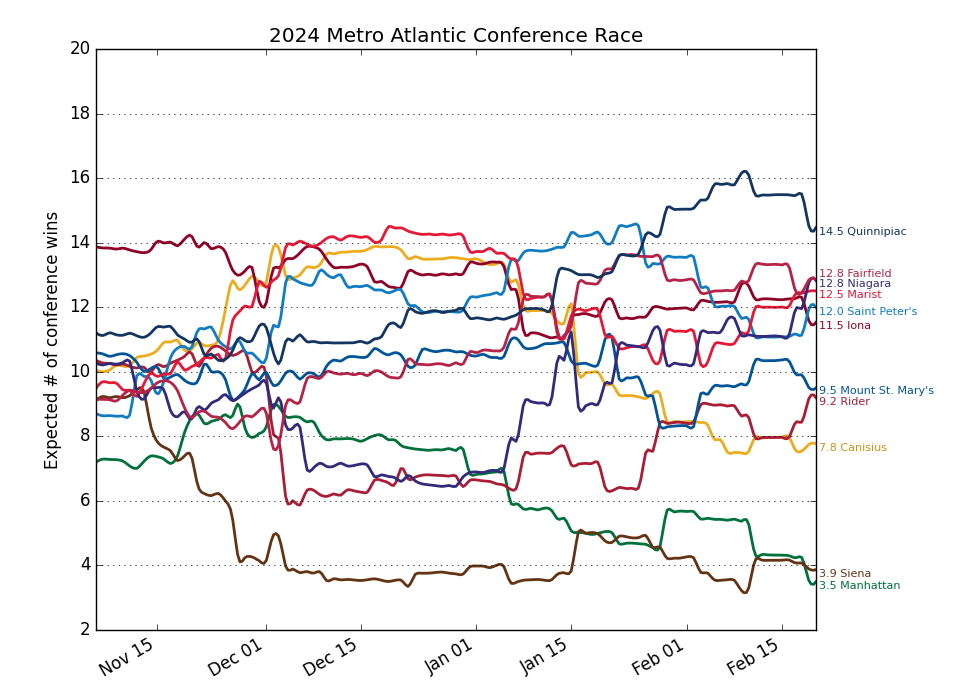 2024 Metro Atlantic Conference Race
Expected # of conference wins
20
18
16
14
12
10
8
6
4
2
14.5 Quinnipiac
12.8 Fairfield
12.8 Niagara
12.5 Marist
12.0 Saint Peter's
11.5 Iona
9.5 Mount St. Mary's
9.2 Rider
7.8 Canisius
3.9 Siena
3.5 Manhattan
Nov 15
Dec 01
Dec 15
Jan 01
Jan 15
Feb 01
Feb 15